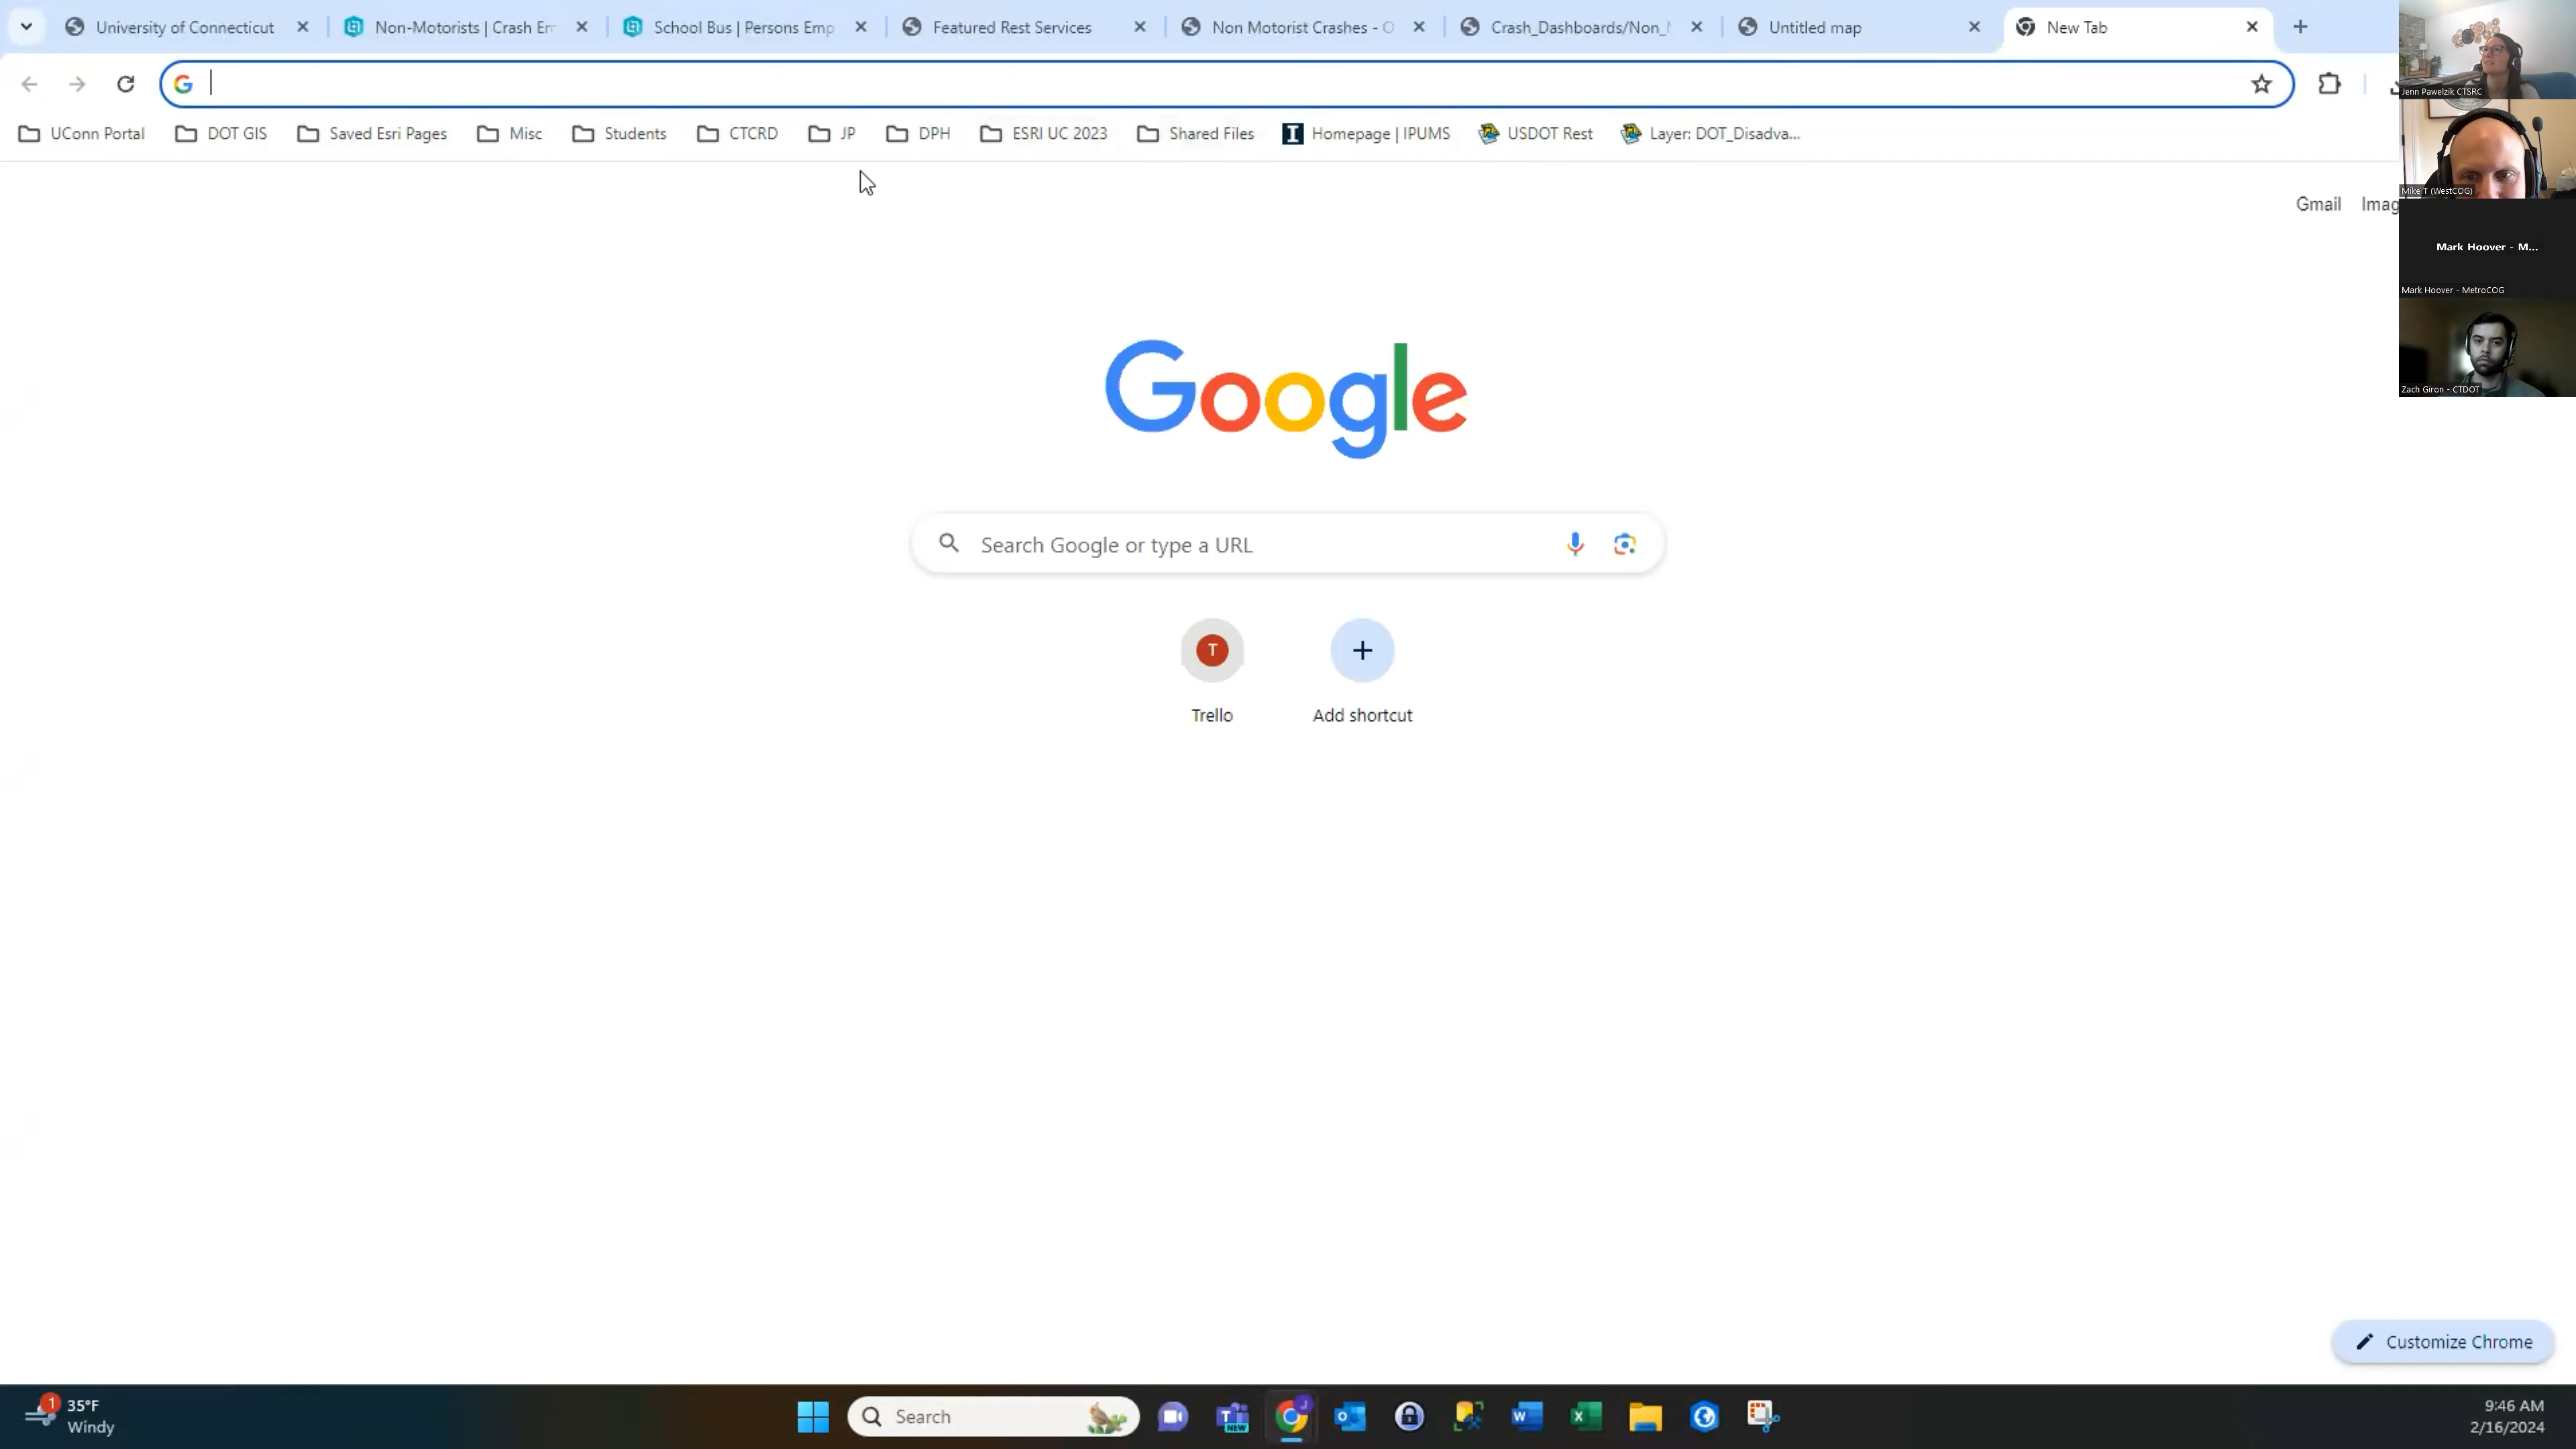 University of Connecticut
Non-Motorists | Crash Em
School Bus | Persons Emp
Featured Rest Services
Non Motorist Crashes - O
Crash_Dashboards/Non_
Untitled map
New Tab
UConn Portal
DOT GIS
Saved Esri Pages
Misc
Students
CTCRD
JP
DPH
ESRI UC 2023
Shared Files
Homepage | IPUMS
USDOT Rest
Layer: DOT_Disadva...
Jenn Pawelzik CTSRC
Mike T (WestCOG)
Mark Hoover - M...
Mark Hoover - MetroCOG
Zach Giron - CTDOT
Gmail
Imag
Google
Search Google or type a URL
T
Trello
Add shortcut
Customize Chrome
1
35°F
Windy
Search
NEW
9:46 AM
2/16/2024